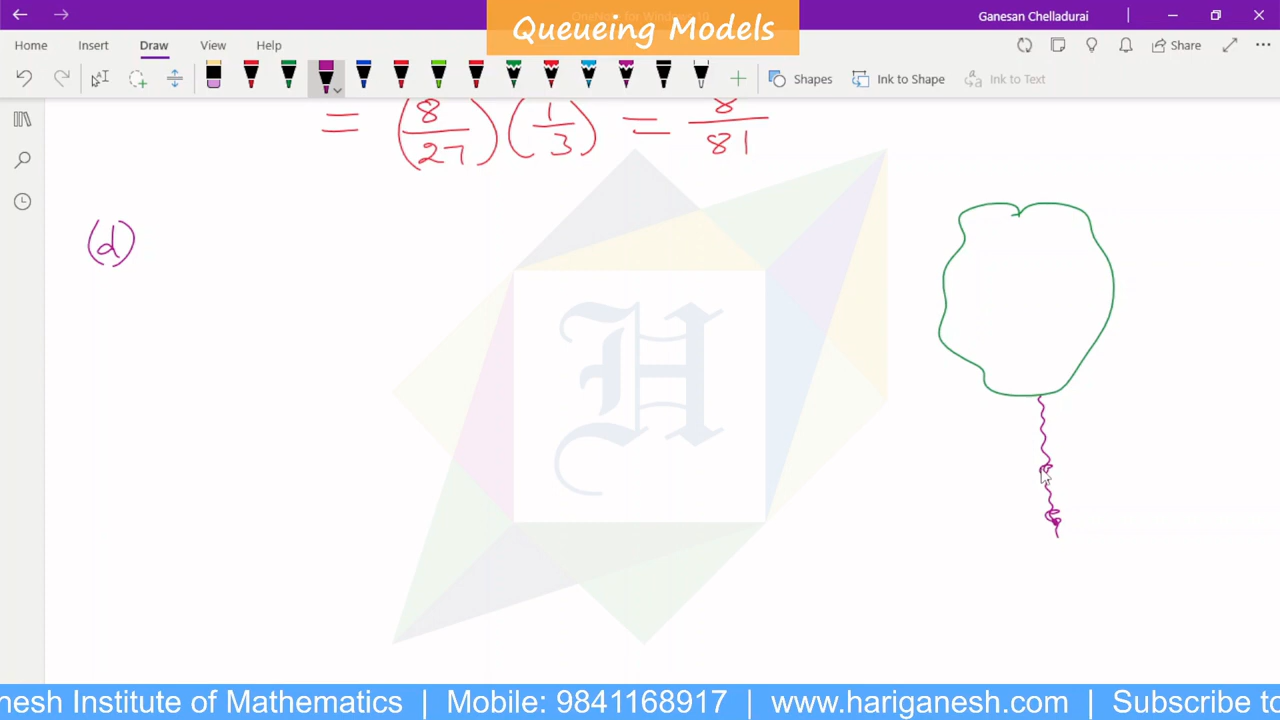 Queueing Models
Ganesan Chelladurai
Home Insert Draw View Help
Share
Shapes
Ink to Shape
Ink to Text
= (8/27) (1/3) = 8/81
(d)
H
nesh Institute of Mathematics | Mobile: 9841168917 | www.hariganesh.com | Subscribe to